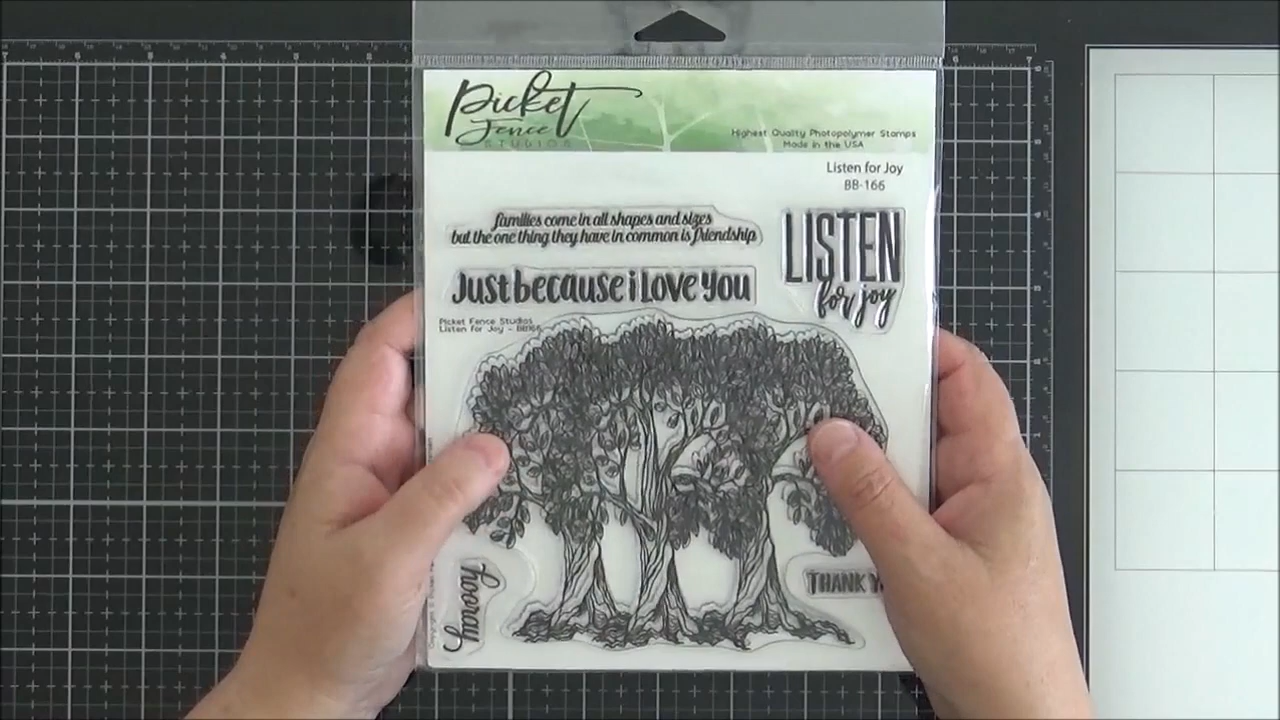 Picket
Fence
STUDIOS
Highest Quality Photopolymer Stamps
Made in the USA
Listen for Joy
BB-166
families come in all shapes and sizes
but the one thing they have in common is friendship
LISTEN
for joy
Just because i Love you
Picket Fence Studios
Listen for Joy - BB166
hooray
THANK